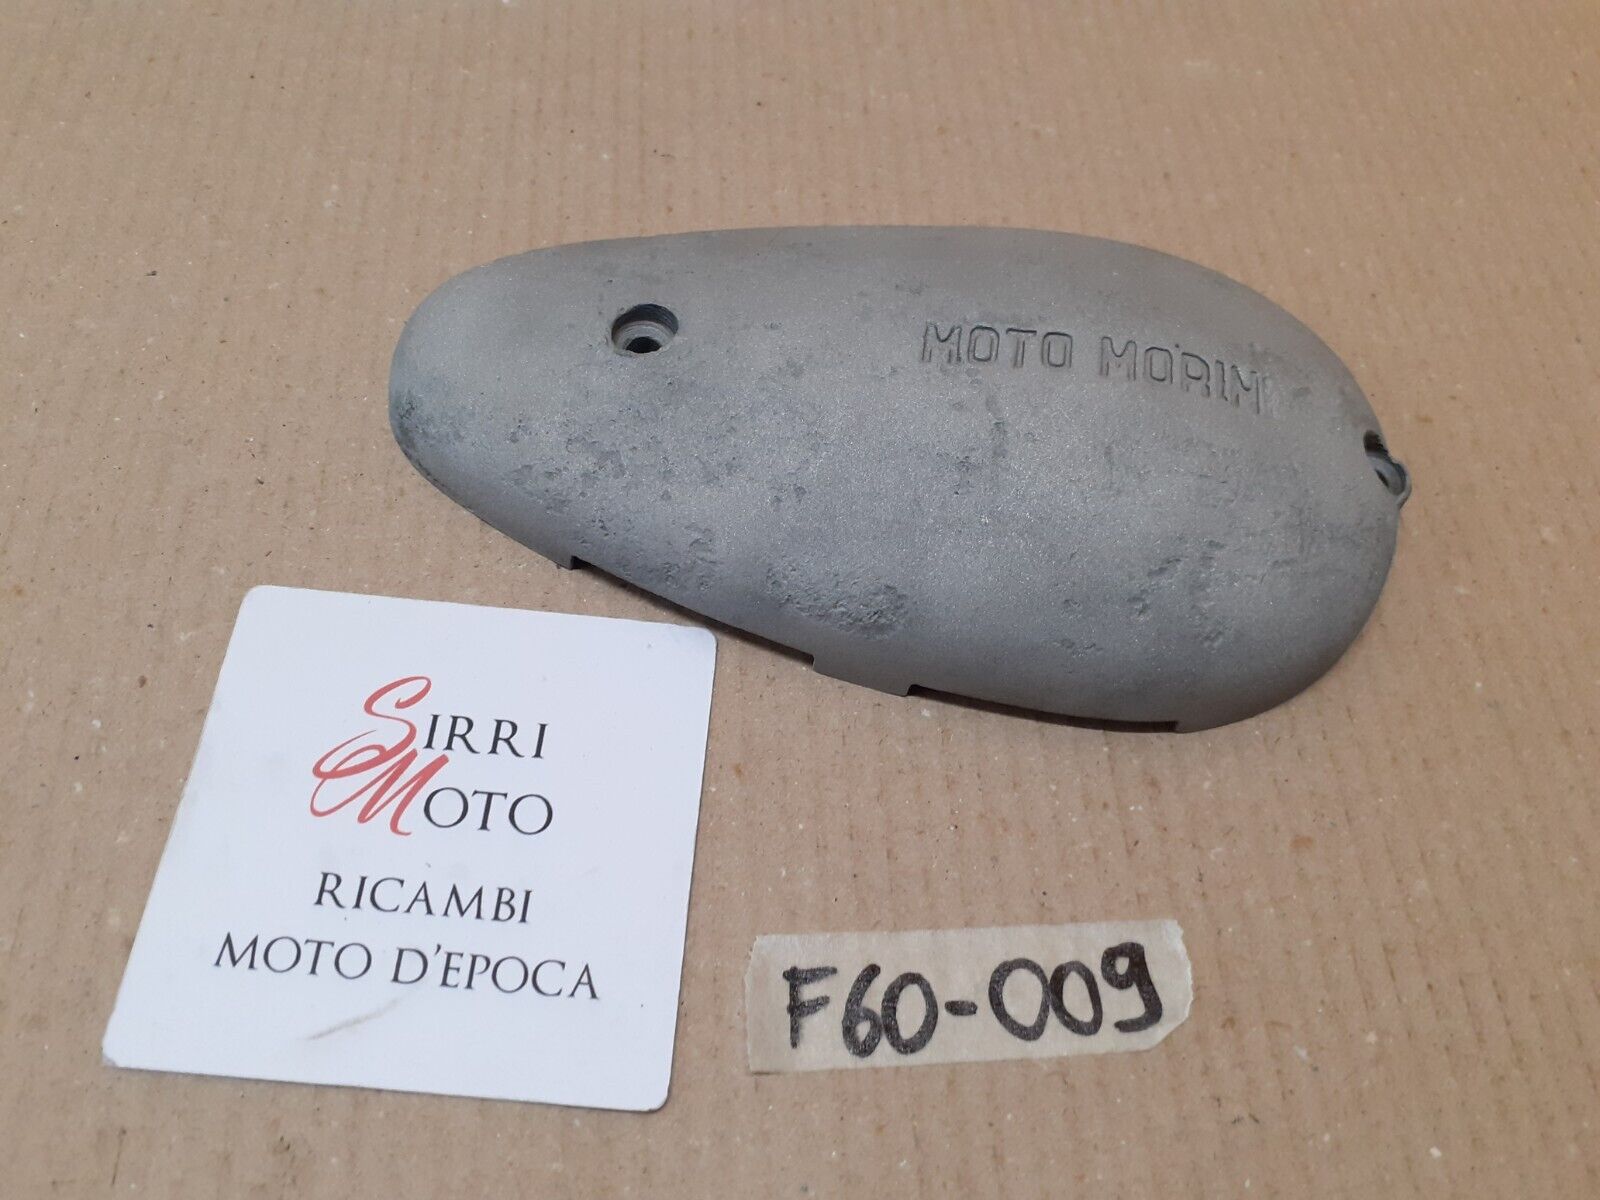 MOTO MORINI
SIRRI
MOTO
RICAMBI
MOTO D'EPOCA
F60-009